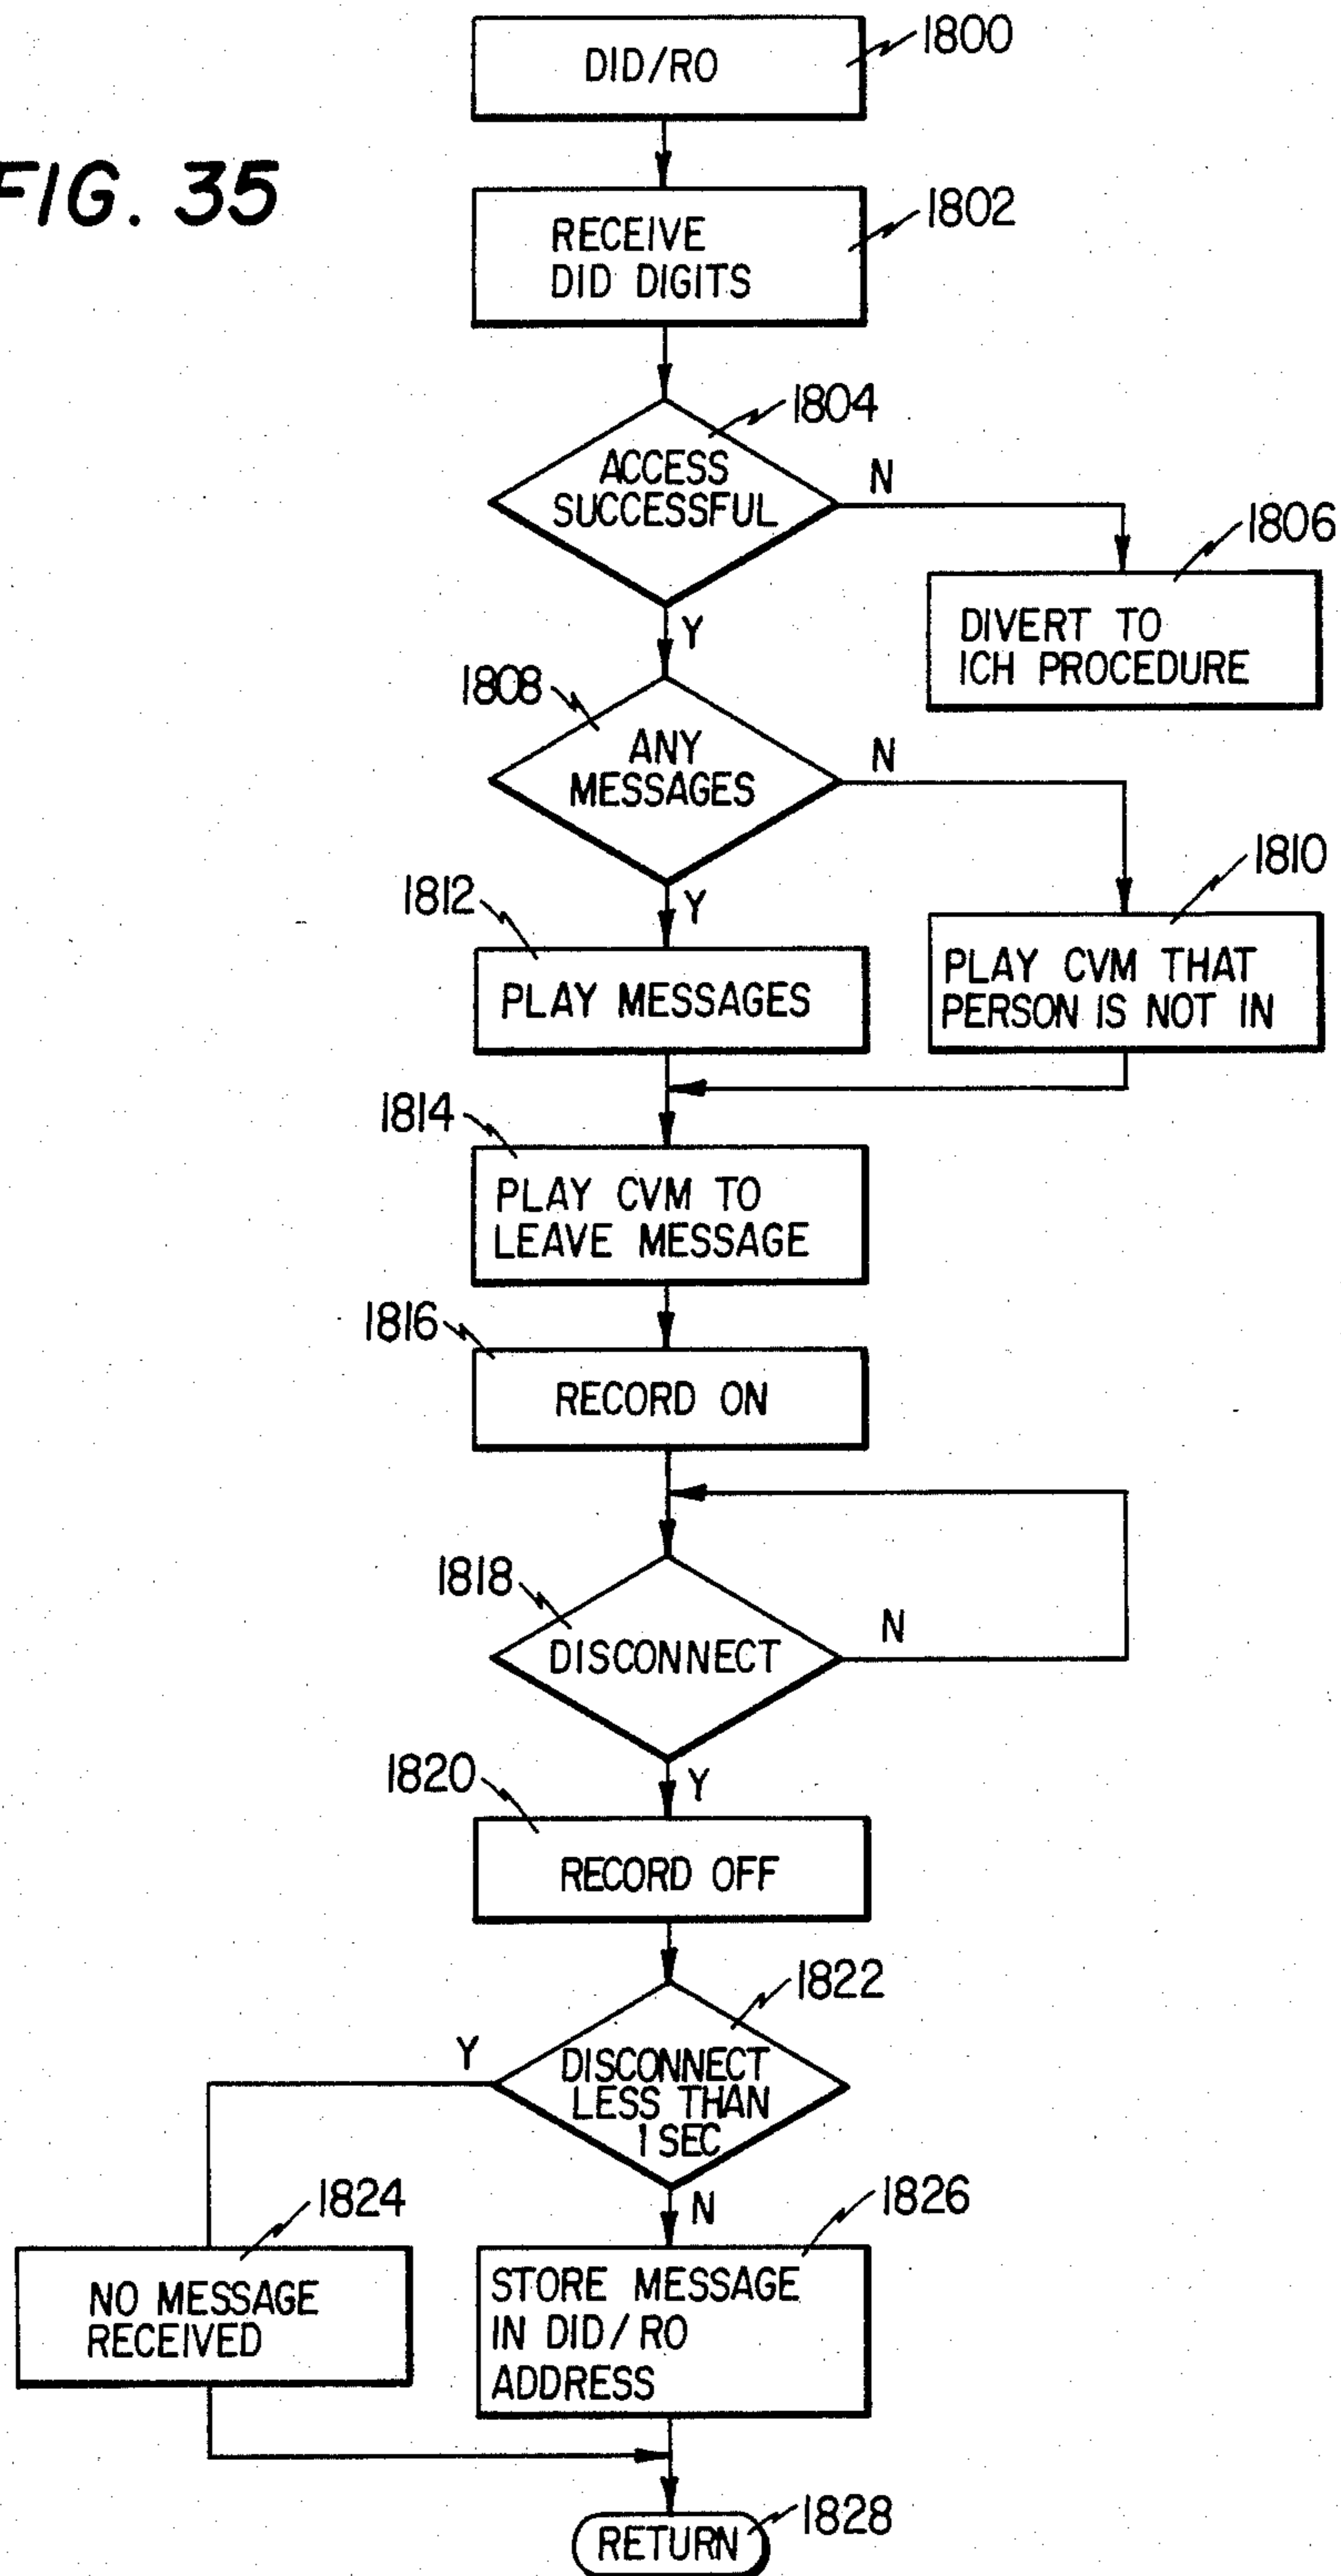 FIG. 35
DID/RO
1800
RECEIVE
DID DIGITS
1802
ACCESS
SUCCESSFUL
1804
N
Y
DIVERT TO
ICH PROCEDURE
1806
ANY
MESSAGES
1808
N
Y
PLAY CVM THAT
PERSON IS NOT IN
1810
1812
PLAY MESSAGES
1814
PLAY CVM TO
LEAVE MESSAGE
1816
RECORD ON
1818
DISCONNECT
N
Y
1820
RECORD OFF
1822
DISCONNECT
LESS THAN
1 SEC
Y
N
1824
NO MESSAGE
RECEIVED
1826
STORE MESSAGE
IN DID/RO
ADDRESS
RETURN
1828